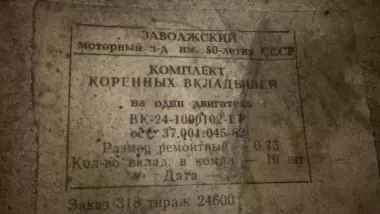 ЗАВОЛЖСКИЙ
моторный з-д им. 50-летия СССР
КОМПЛЕКТ
КОРЕННЫХ ВКЛАДЫШЕЙ
на один двигатель
ВК-24-1000102-БР
ост 37.001.045-82
Размер ремонтный — 0,75
Кол-во вклад. в компл — 10 шт
Дата —
Заказ 318 тираж 24600